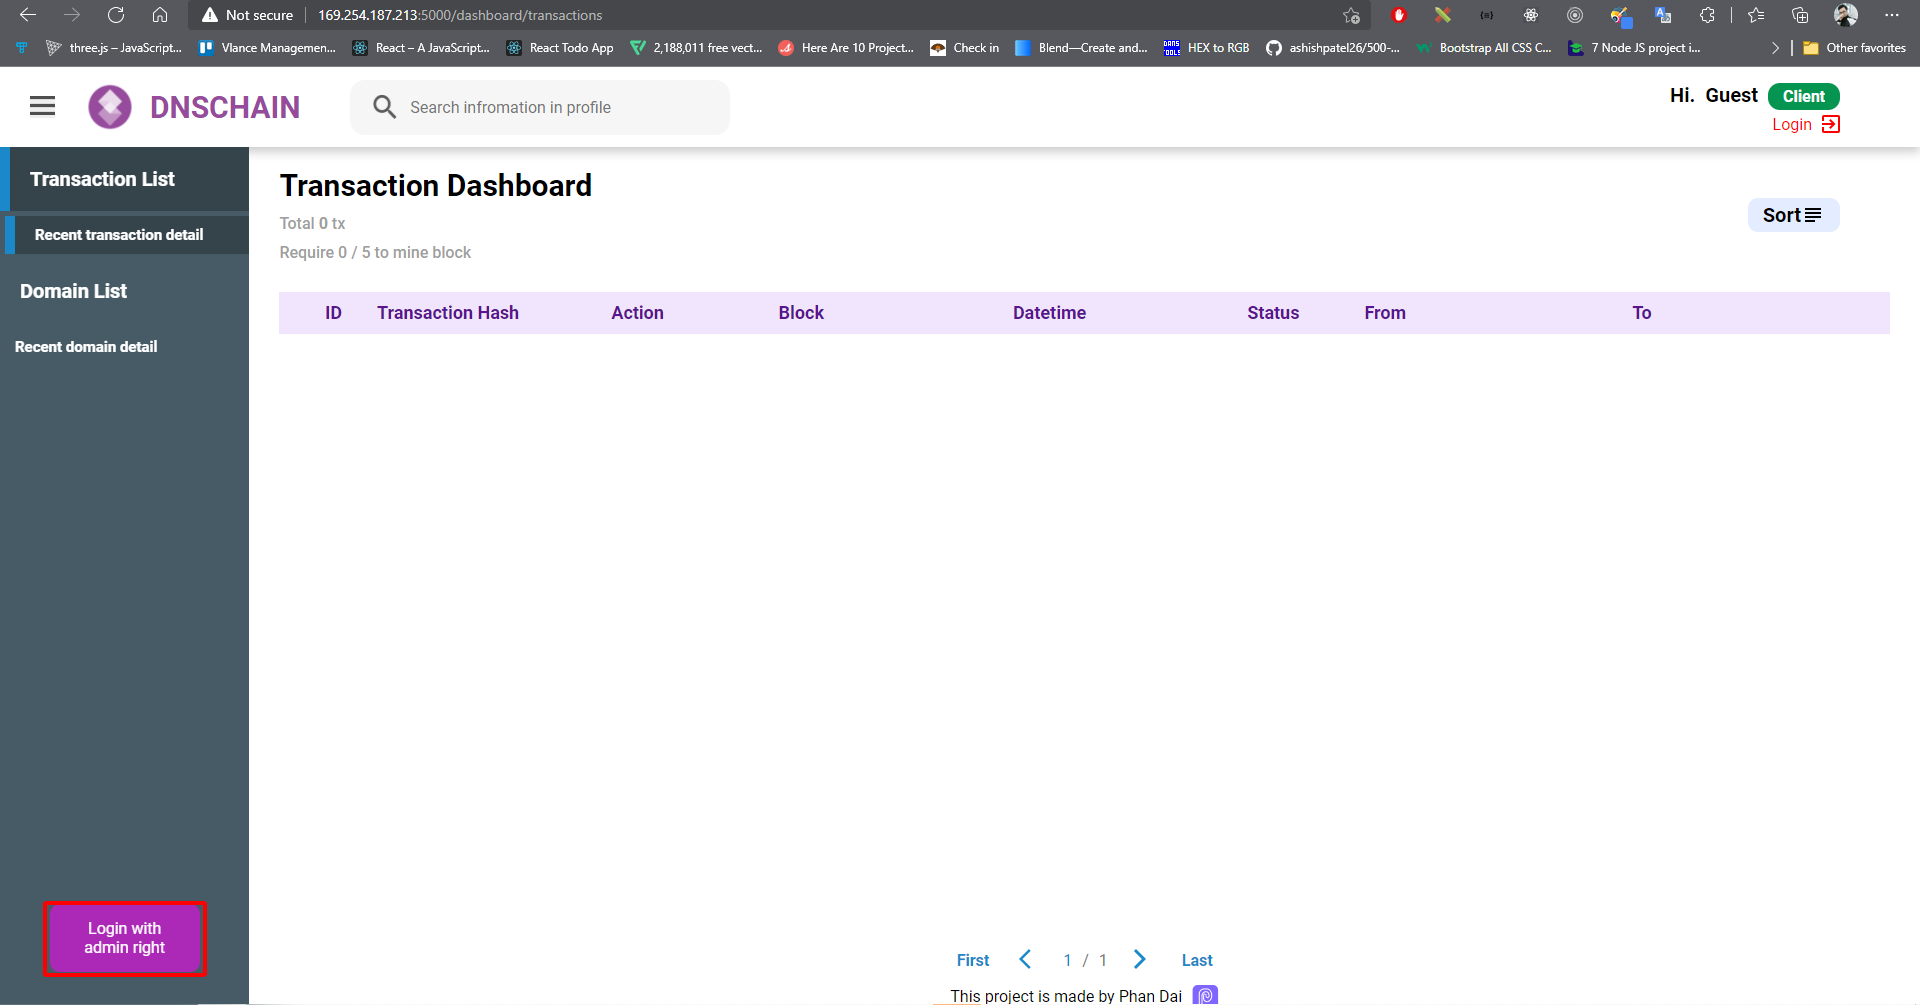 Not secure
169.254.187.213:5000/dashboard/transactions
three.js – JavaScript...
Vlance Managemen...
React – A JavaScript...
React Todo App
2,188,011 free vect...
Here Are 10 Project...
Check in
Blend—Create and...
HEX to RGB
ashishpatel26/500-...
Bootstrap All CSS C...
7 Node JS project i...
Other favorites
DNSCHAIN
Search infromation in profile
Hi. Guest
Client
Login
Transaction List
Recent transaction detail
Domain List
Recent domain detail
Login with
admin right
Transaction Dashboard
Total 0 tx
Require 0 / 5 to mine block
Sort
ID Transaction Hash Action Block Datetime Status From To
First 1 / 1 Last
This project is made by Phan Dai